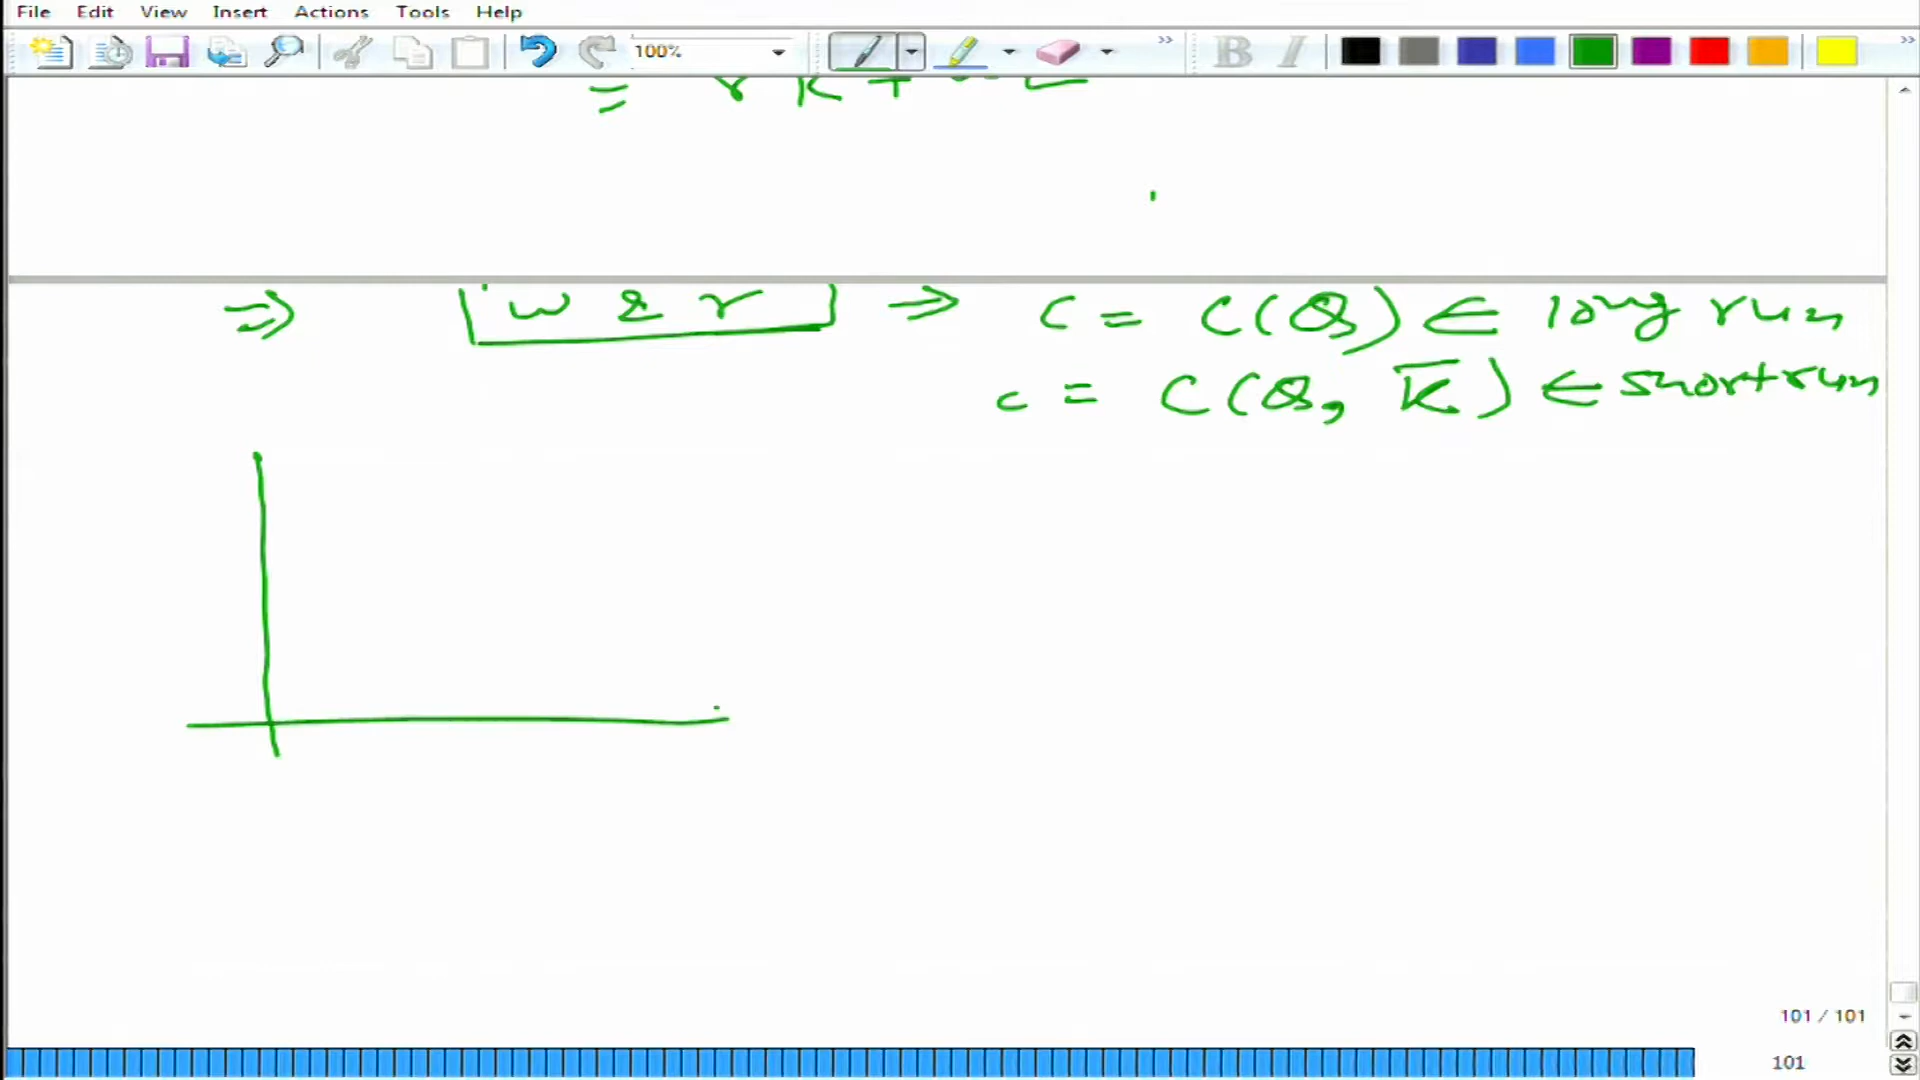 File Edit View Insert Actions Tools Help
100%
= r K + w L
⇒ w & r ⇒ C = C(Q) ← long run
c = C(Q, K̅) ← short run
101 / 101
101